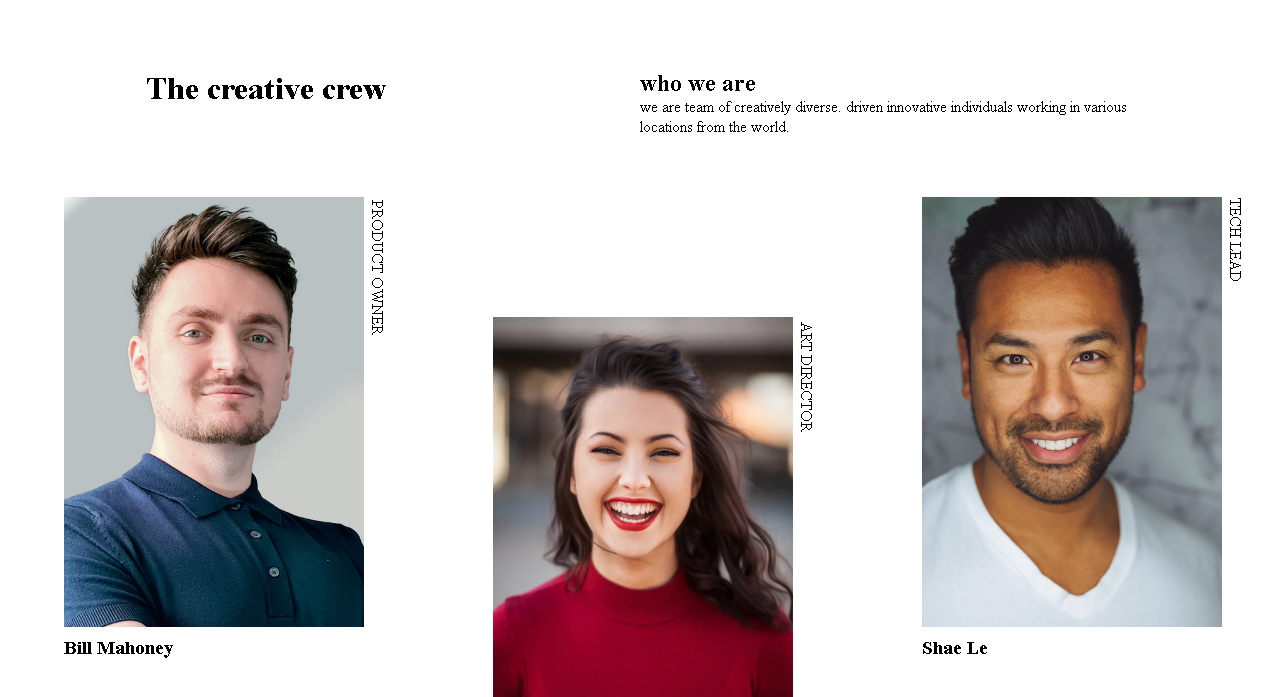 The creative crew
who we are
we are team of creatively diverse. driven innovative individuals working in various
locations from the world.
PRODUCT OWNER
Bill Mahoney
ART DIRECTOR
TECH LEAD
Shae Le